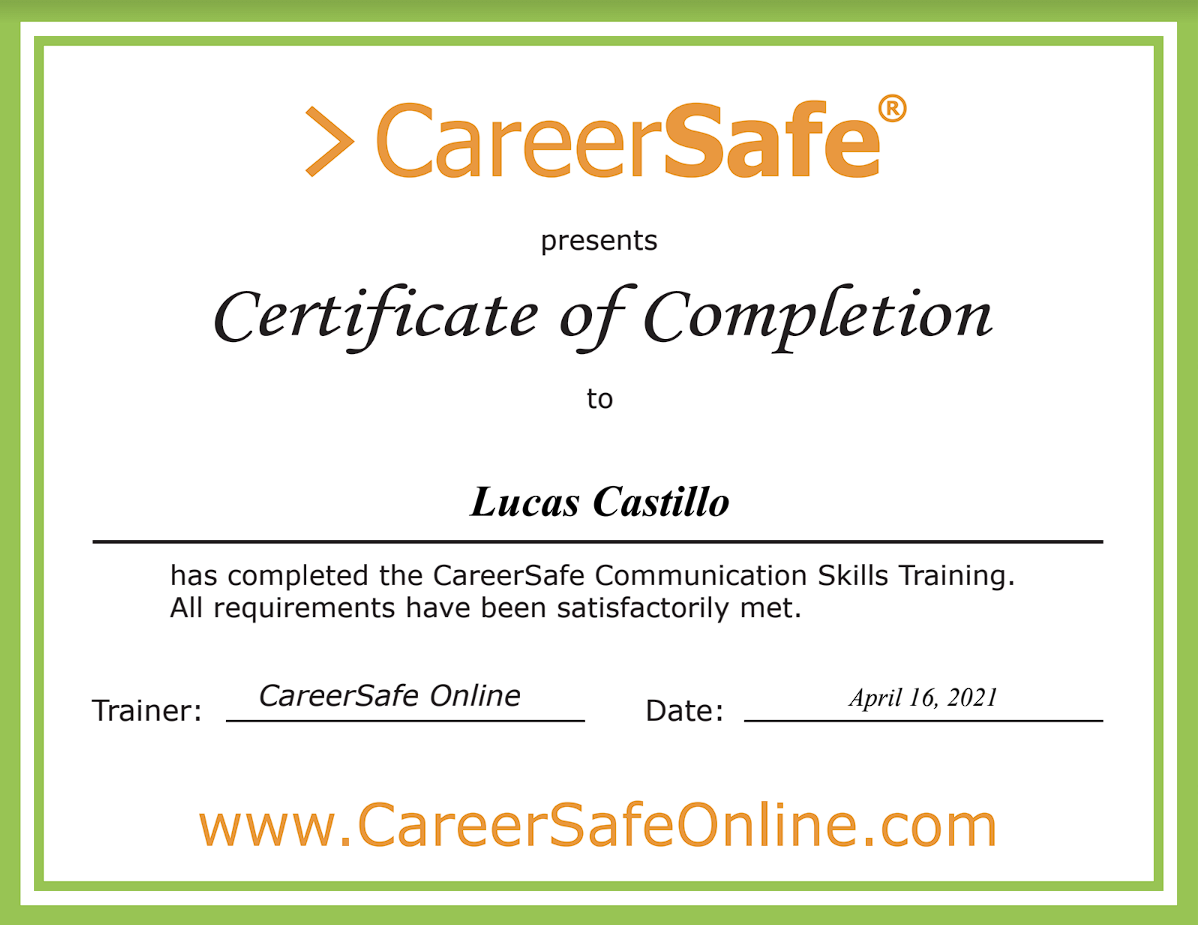 > CareerSafe®
presents
Certificate of Completion
to
Lucas Castillo
has completed the CareerSafe Communication Skills Training.
All requirements have been satisfactorily met.
Trainer: CareerSafe Online Date: April 16, 2021
www.CareerSafeOnline.com